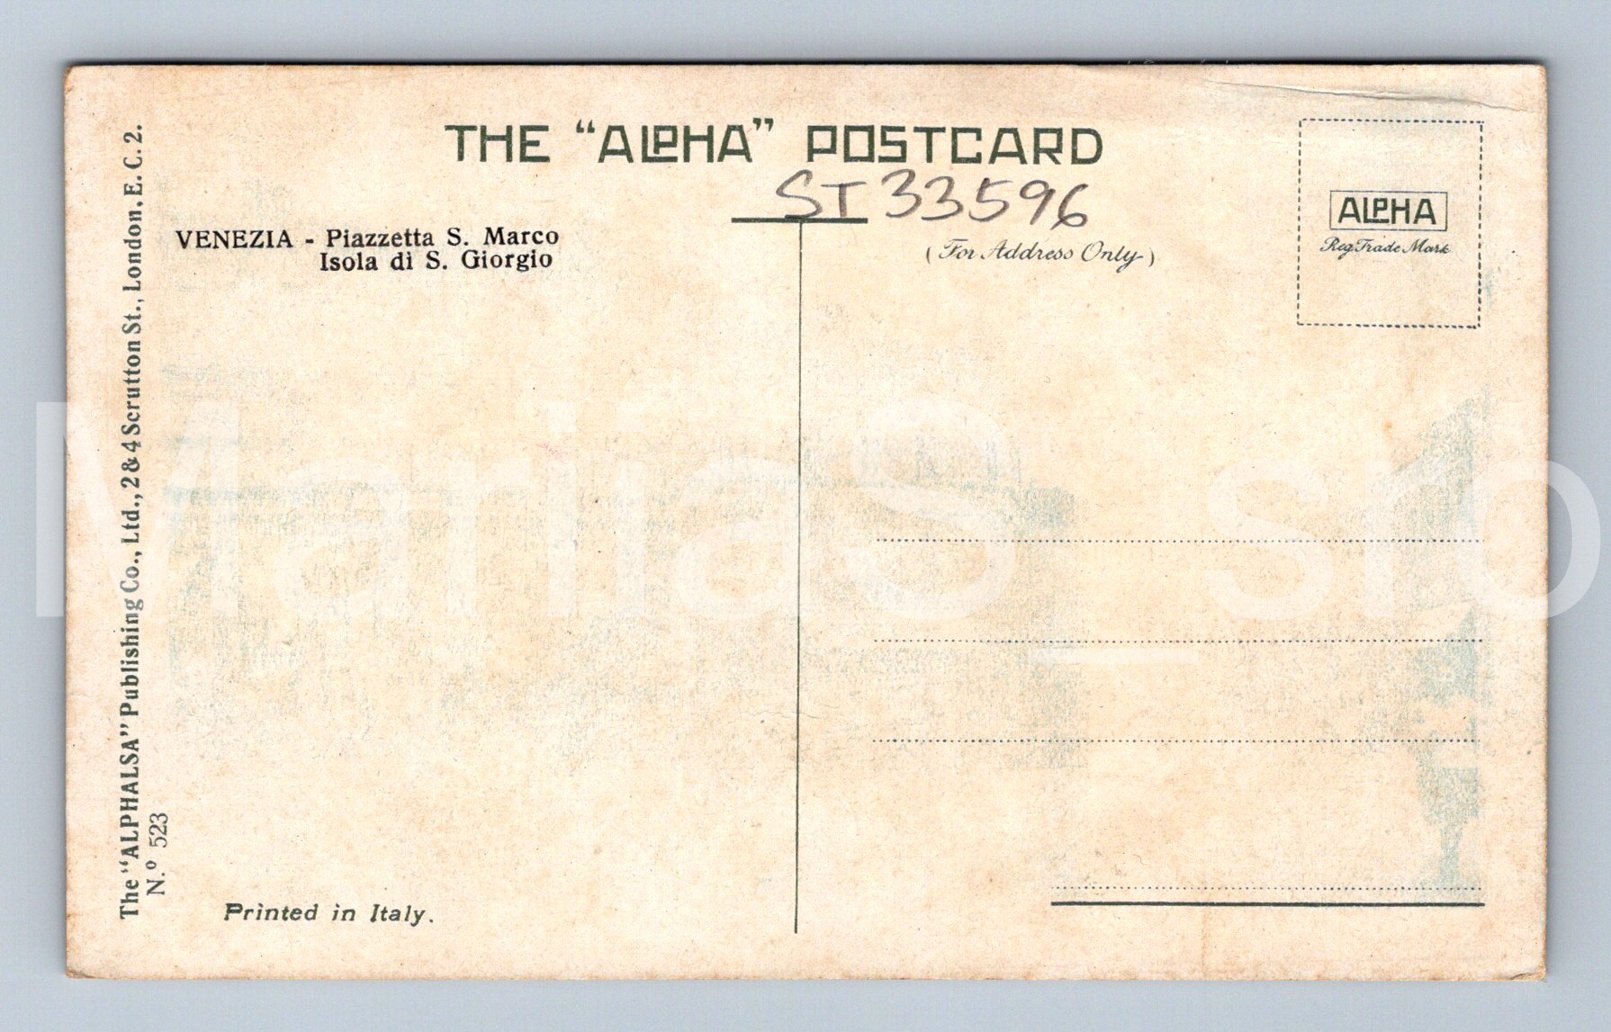 THE "ALPHA" POSTCARD
ST33596
VENEZIA - Piazzetta S. Marco
Isola di S. Giorgio
(For Address Only)
ALPHA
Reg Trade Mark
The "ALPHALSA" Publishing Co., Ltd., 2 & 4 Scrutton St., London, E. C. 2.
N.º 523
Printed in Italy.